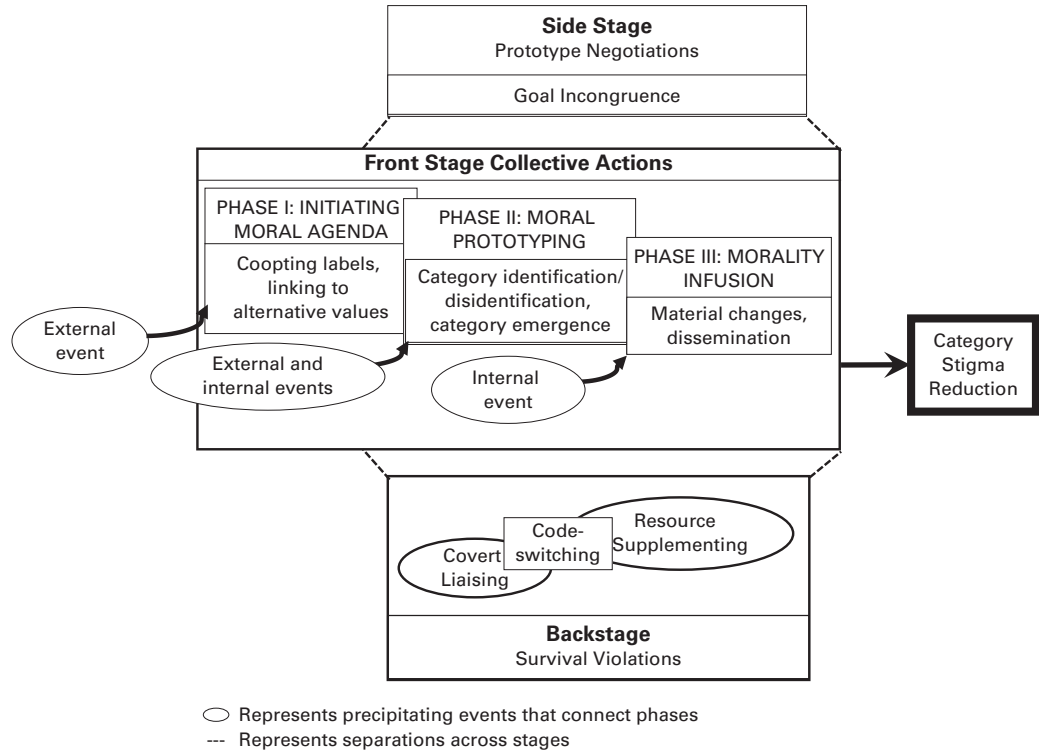 Side Stage
Prototype Negotiations
Goal Incongruence
Front Stage Collective Actions
PHASE I: INITIATING
MORAL AGENDA
Coopting labels,
linking to
alternative values
PHASE II: MORAL
PROTOTYPING
Category identification/
disidentification,
category emergence
PHASE III: MORALITY
INFUSION
Material changes,
dissemination
External
event
External and
internal events
Internal
event
Category
Stigma
Reduction
Covert
Liaising
Code-
switching
Resource
Supplementing
Backstage
Survival Violations
Represents precipitating events that connect phases
--- Represents separations across stages